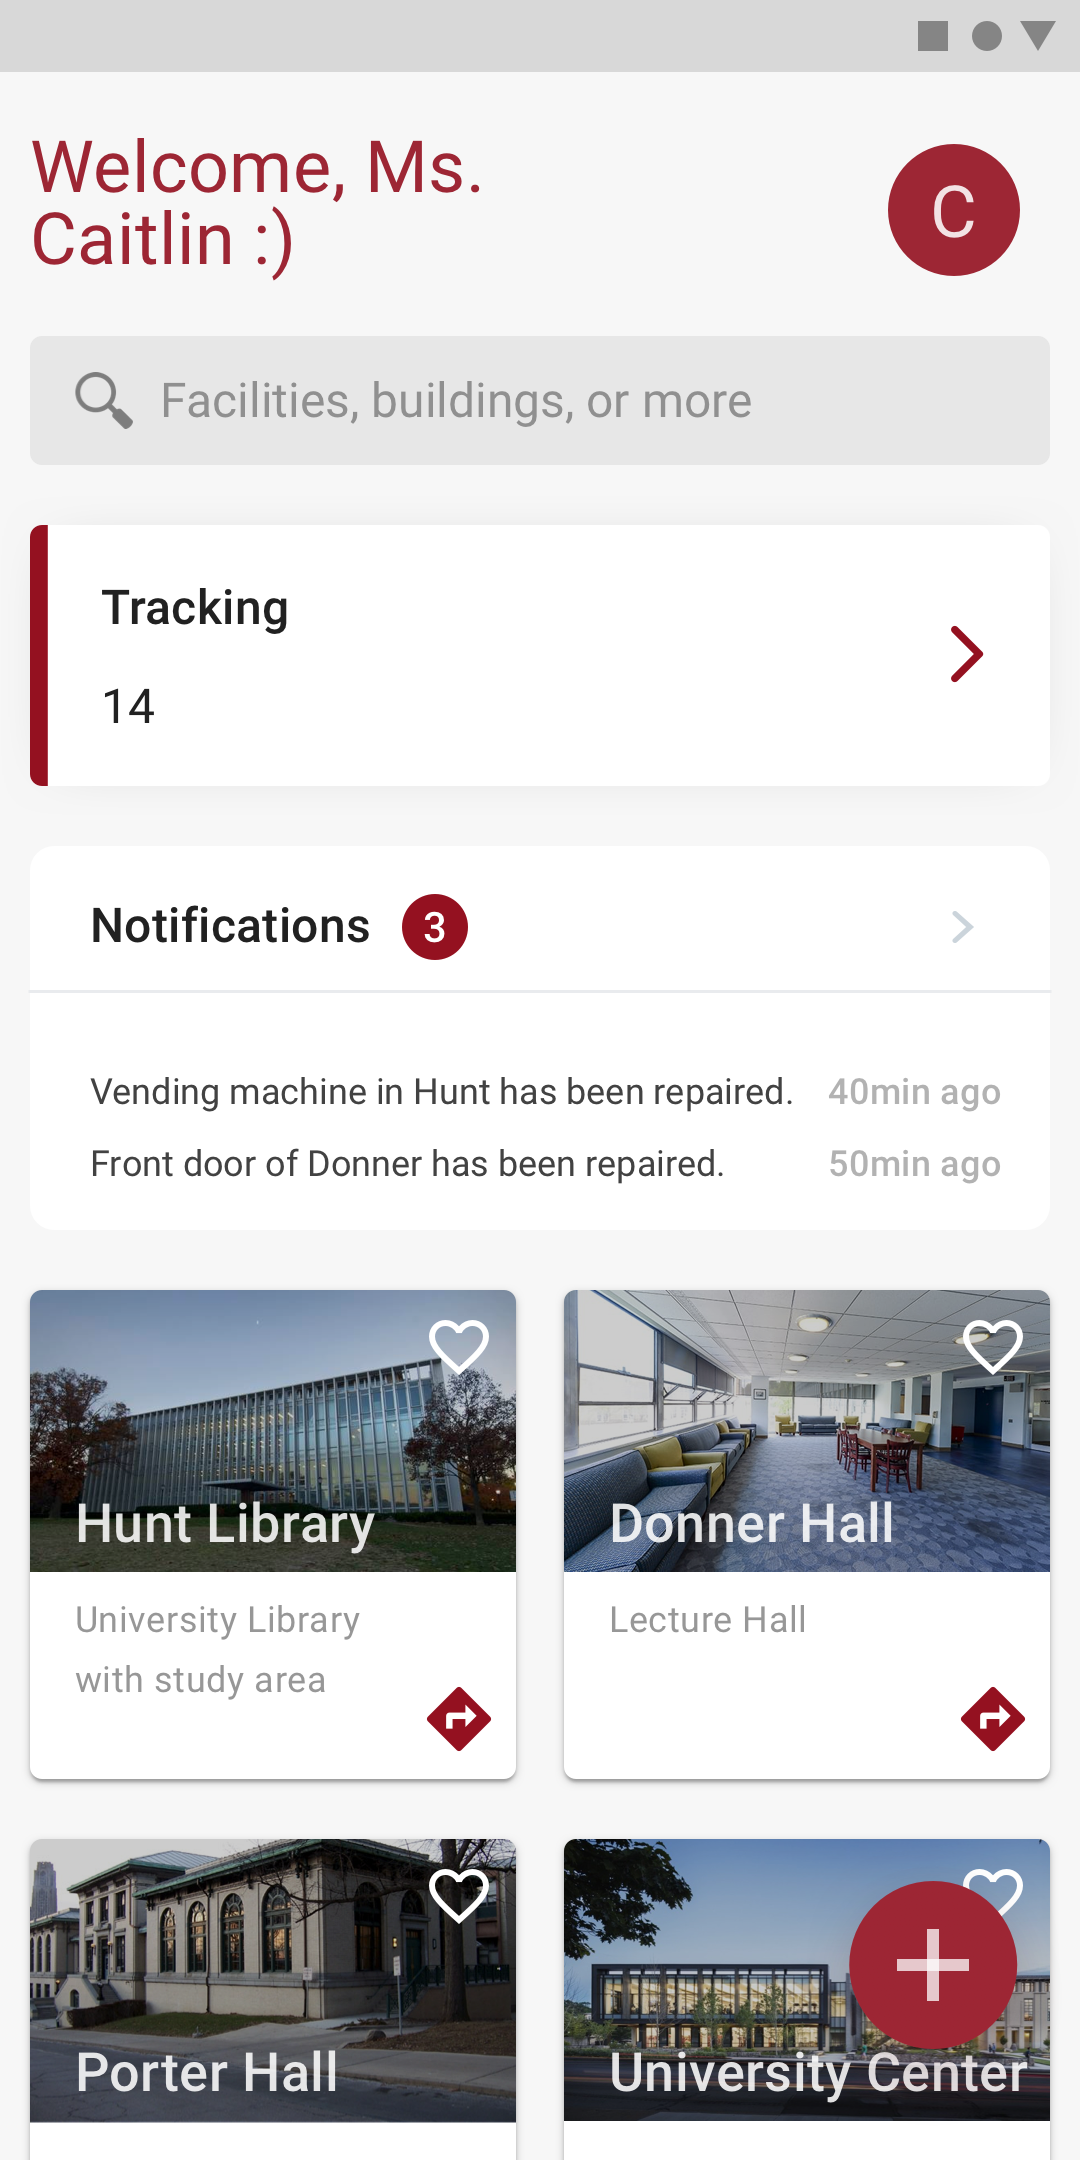 Welcome, Ms.
Caitlin :)
C
Facilities, buildings, or more
Tracking
14
Notifications 3
Vending machine in Hunt has been repaired. 40min ago
Front door of Donner has been repaired. 50min ago
Hunt Library
University Library
with study area
Donner Hall
Lecture Hall
Porter Hall
University Center